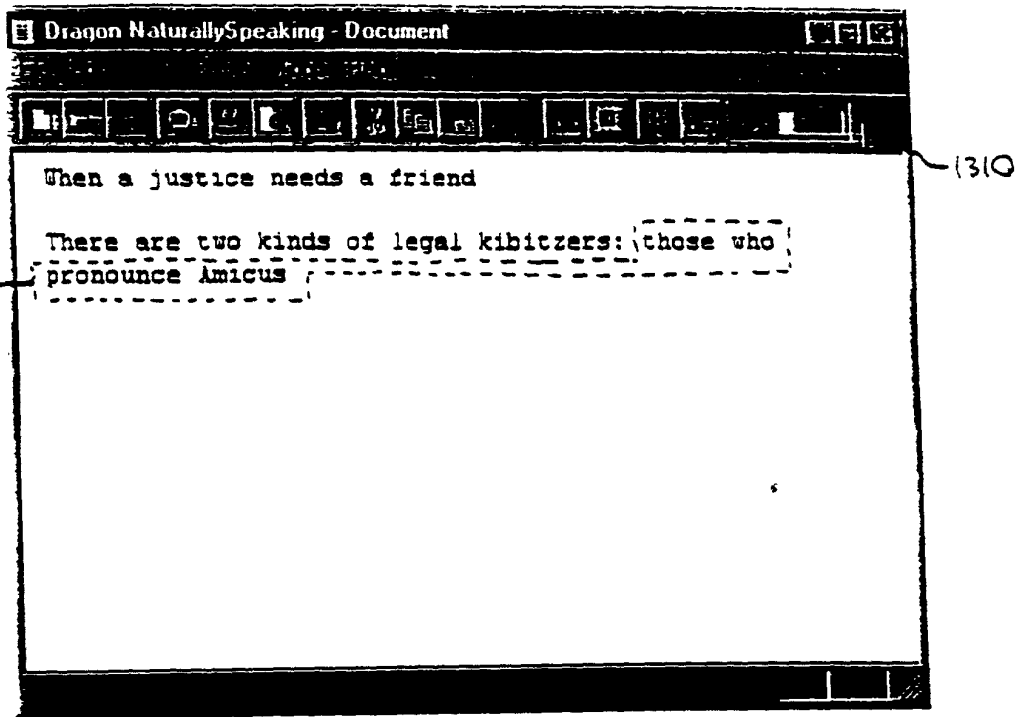 Dragon NaturallySpeaking - Document
When a justice needs a friend
1310
There are two kinds of legal kibitzers: those who
pronounce Amicus